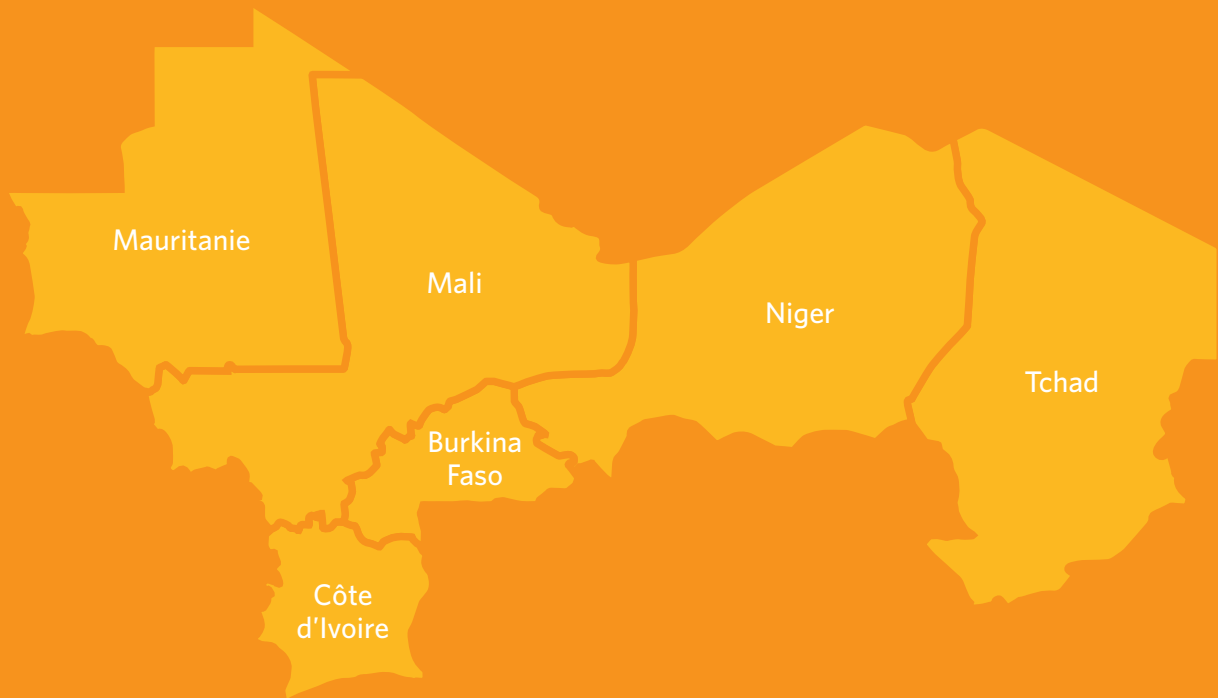 Mauritanie
Mali
Niger
Tchad
Burkina
Faso
Côte
d'Ivoire